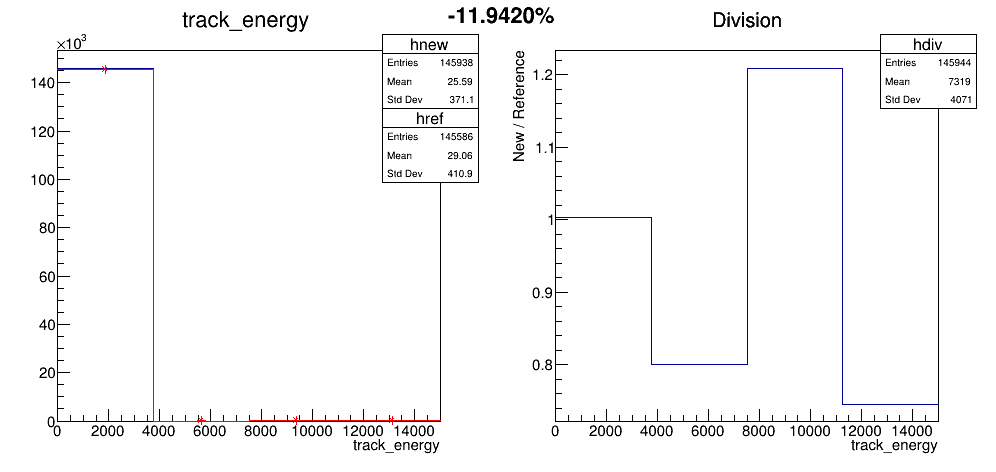 -11.9420%
track_energy
×10³
140
120
100
80
60
40
20
0
0 2000 4000 6000 8000 10000 12000 14000
track_energy
hnew
Entries 145938
Mean 25.59
Std Dev 371.1
href
Entries 145586
Mean 29.06
Std Dev 410.9
Division
New / Reference
1.2
1.1
1
0.9
0.8
0 2000 4000 6000 8000 10000 12000 14000
track_energy
hdiv
Entries 145944
Mean 7319
Std Dev 4071